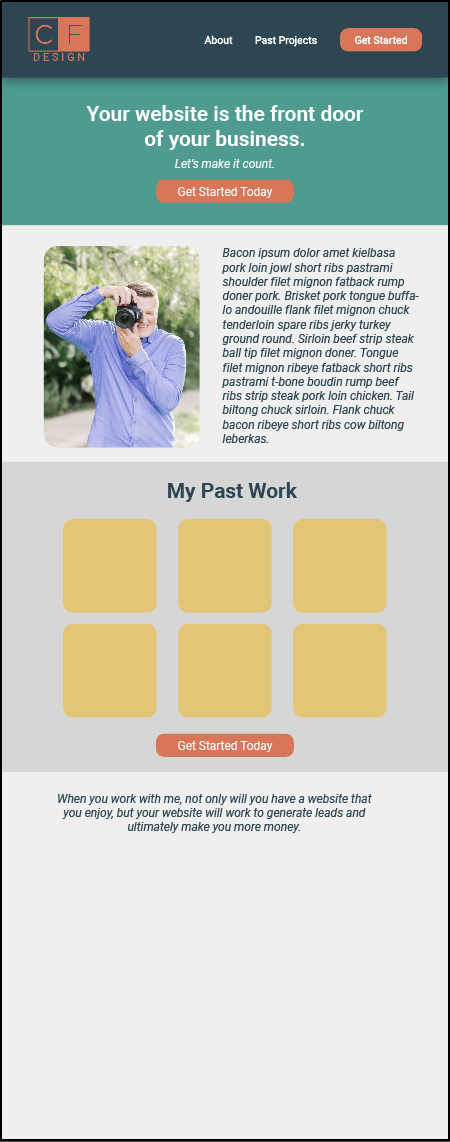 C F
DESIGN
About
Past Projects
Get Started
Your website is the front door
of your business.
Let's make it count.
Get Started Today
Bacon ipsum dolor amet kielbasa
pork loin jowl short ribs pastrami
shoulder filet mignon fatback rump
doner pork. Brisket pork tongue buffa-
lo andouille flank filet mignon chuck
tenderloin spare ribs jerky turkey
ground round. Sirloin beef strip steak
ball tip filet mignon doner. Tongue
filet mignon ribeye fatback short ribs
pastrami t-bone boudin rump beef
ribs strip steak pork loin chicken. Tail
biltong chuck sirloin. Flank chuck
bacon ribeye short ribs cow biltong
leberkas.
My Past Work
Get Started Today
When you work with me, not only will you have a website that
you enjoy, but your website will work to generate leads and
ultimately make you more money.